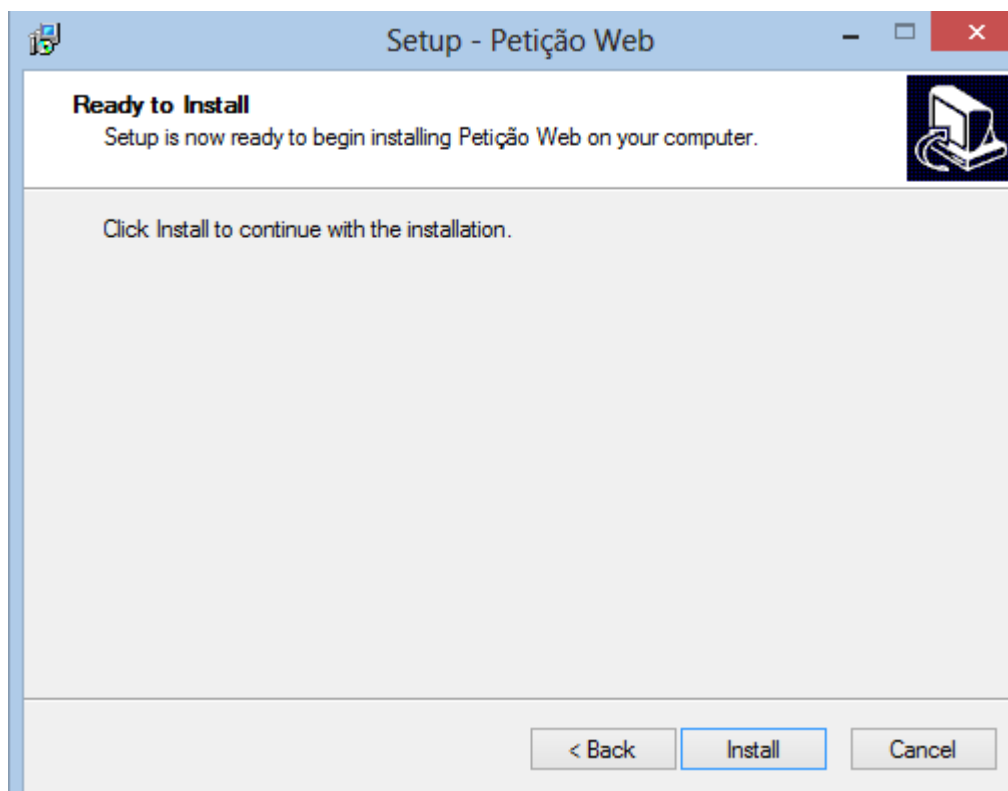 Setup - Petição Web
Ready to Install
Setup is now ready to begin installing Petição Web on your computer.
Click Install to continue with the installation.
< Back
Install
Cancel